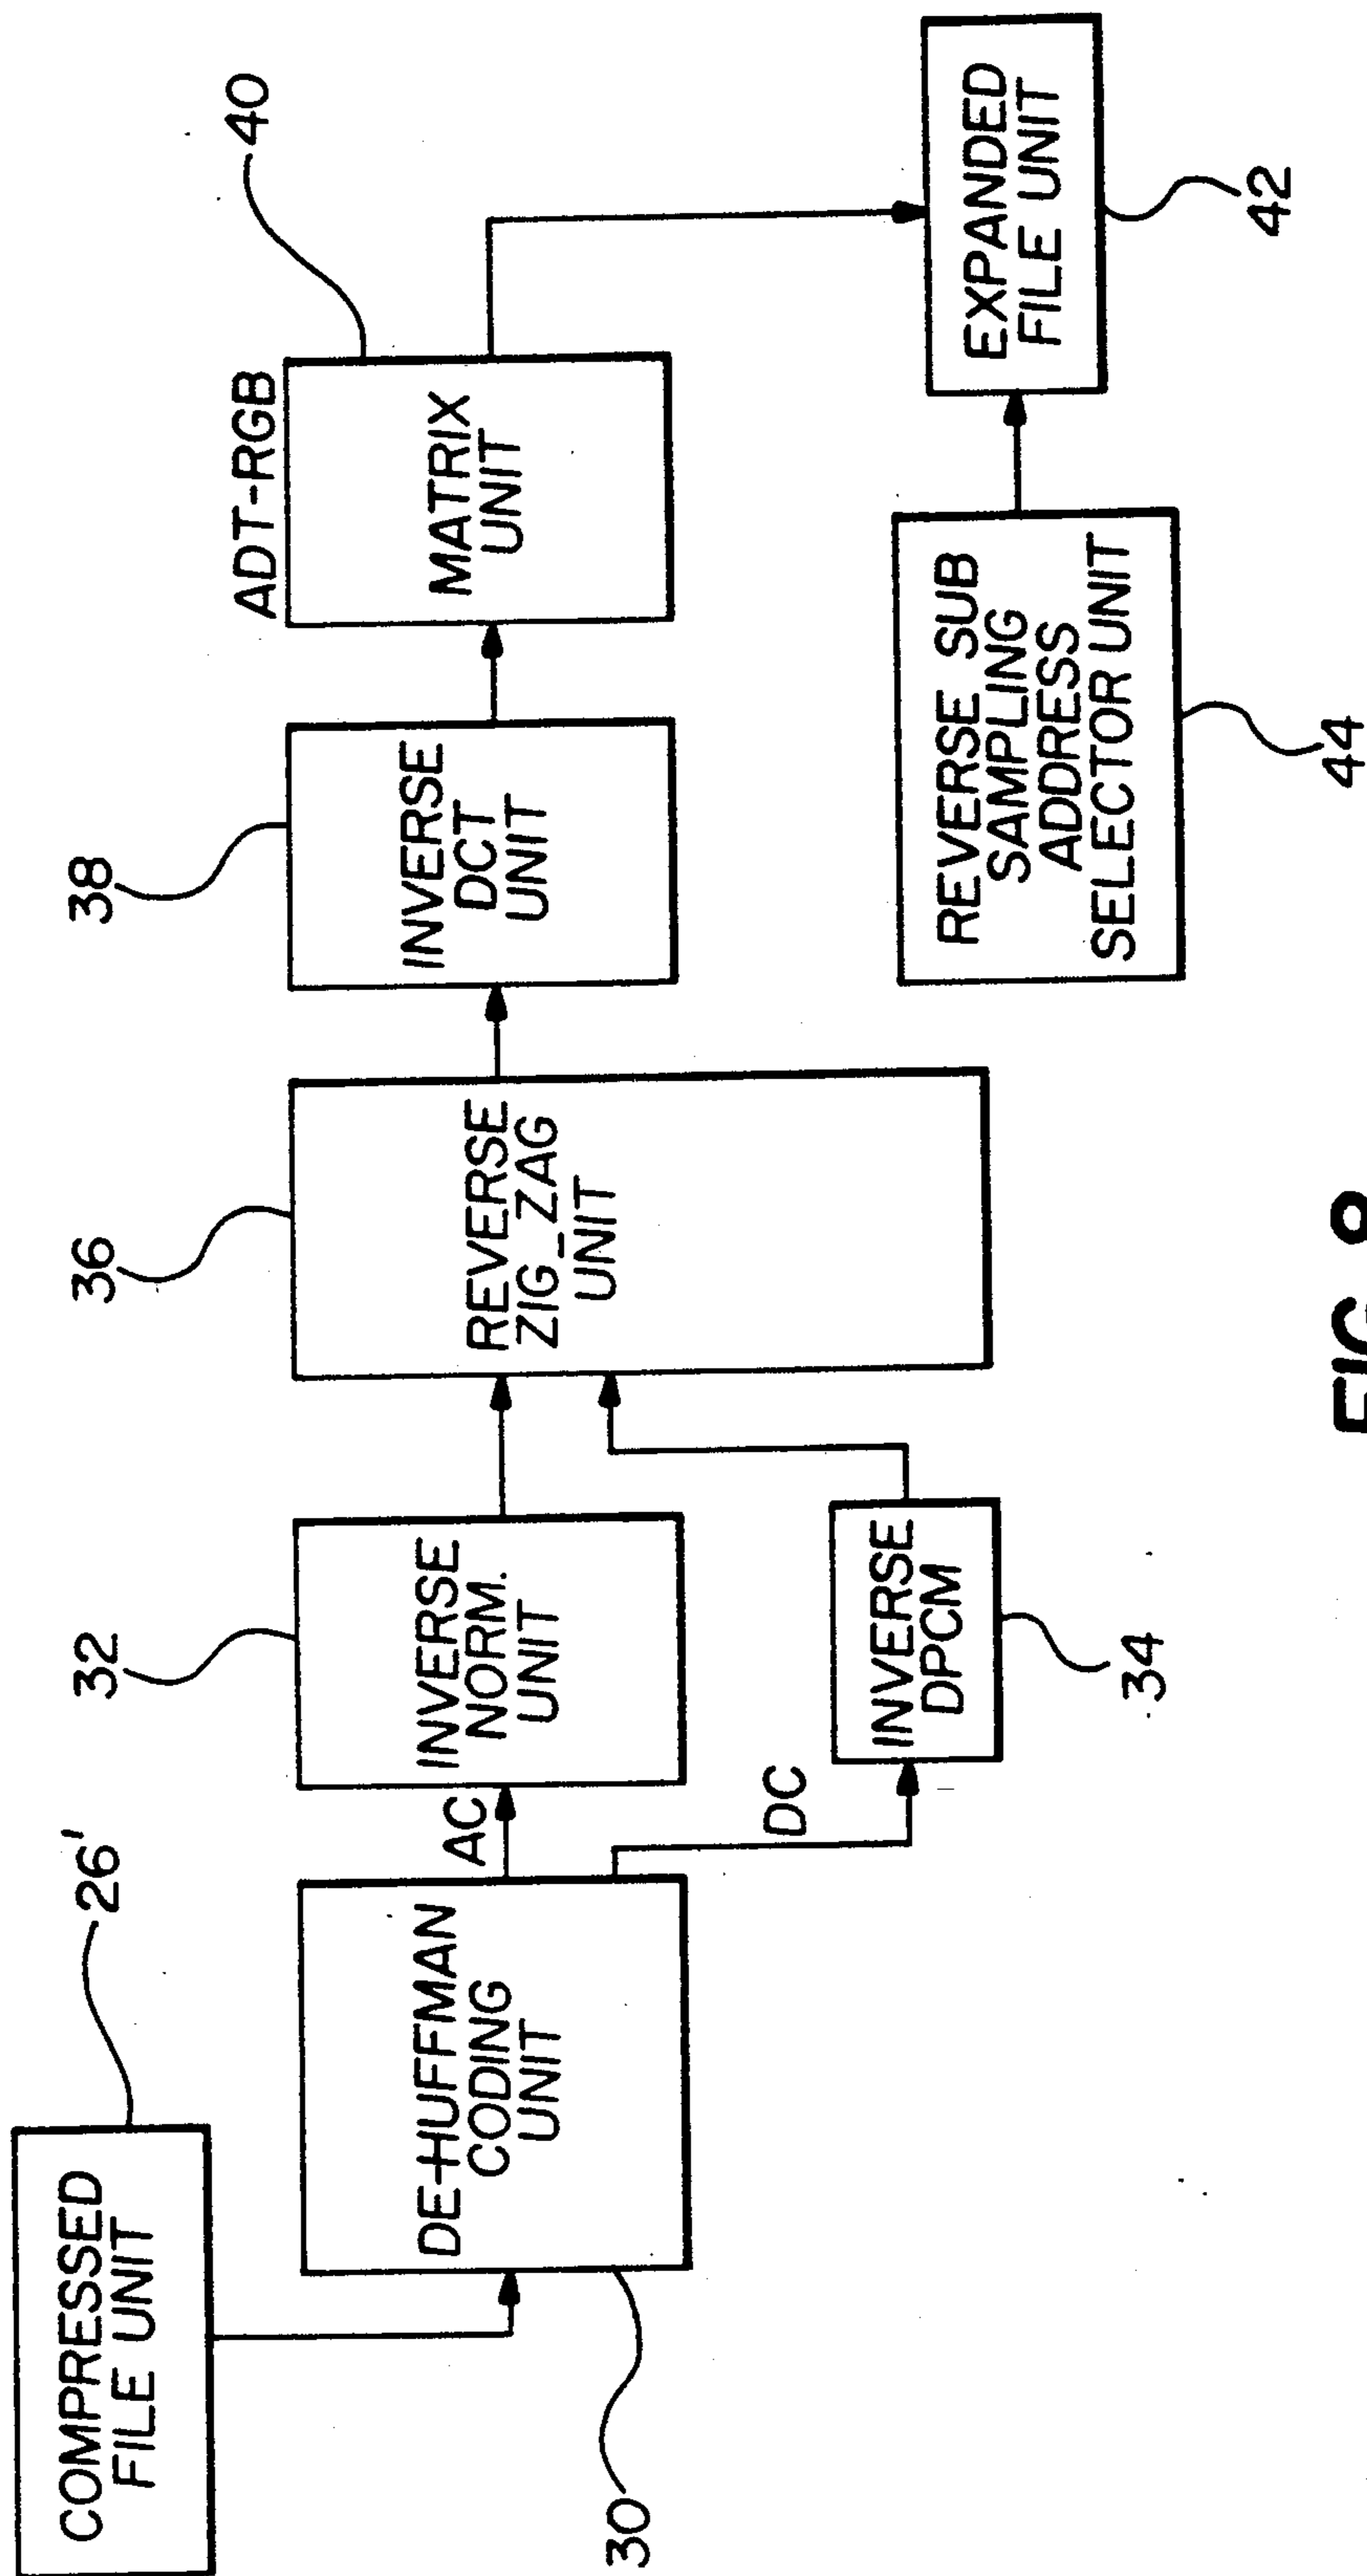 COMPRESSED
FILE UNIT
26'
DE-HUFFMAN
CODING
UNIT
30
AC
DC
INVERSE
NORM.
UNIT
32
INVERSE
DPCM
34
REVERSE
ZIG_ZAG
UNIT
36
INVERSE
DCT
UNIT
38
ADT-RGB
MATRIX
UNIT
40
EXPANDED
FILE UNIT
42
REVERSE SUB
SAMPLING
ADDRESS
SELECTOR UNIT
44
FIG.